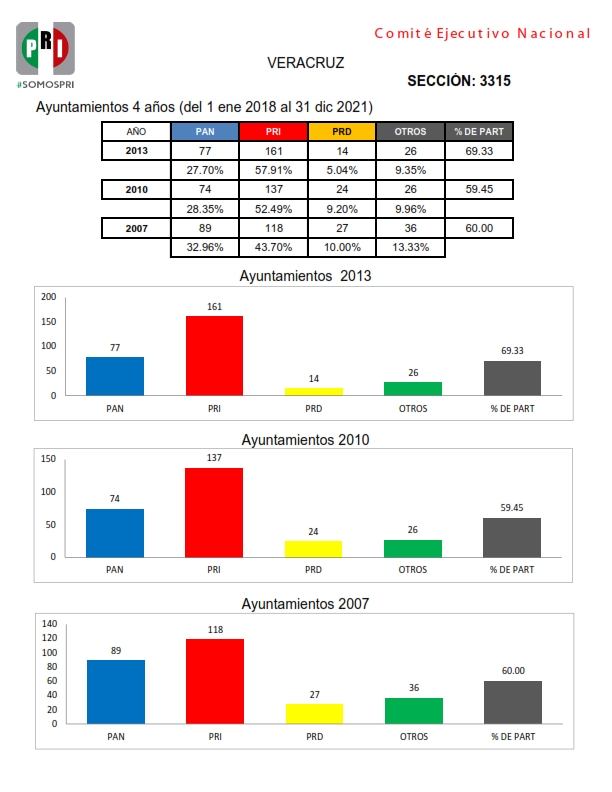 Comité Ejecutivo Nacional
PRI
#SOMOSPRI
VERACRUZ
SECCIÓN: 3315
Ayuntamientos 4 años (del 1 ene 2018 al 31 dic 2021)
AÑO PAN PRI PRD OTROS % DE PART
2013 77 161 14 26 69.33
27.70% 57.91% 5.04% 9.35%
2010 74 137 24 26 59.45
28.35% 52.49% 9.20% 9.96%
2007 89 118 27 36 60.00
32.96% 43.70% 10.00% 13.33%
Ayuntamientos 2013
200
150
100
50
0
77 161 14 26 69.33
PAN PRI PRD OTROS % DE PART
Ayuntamientos 2010
150
100
50
0
74 137 24 26 59.45
PAN PRI PRD OTROS % DE PART
Ayuntamientos 2007
140
120
100
80
60
40
20
0
89 118 27 36 60.00
PAN PRI PRD OTROS % DE PART